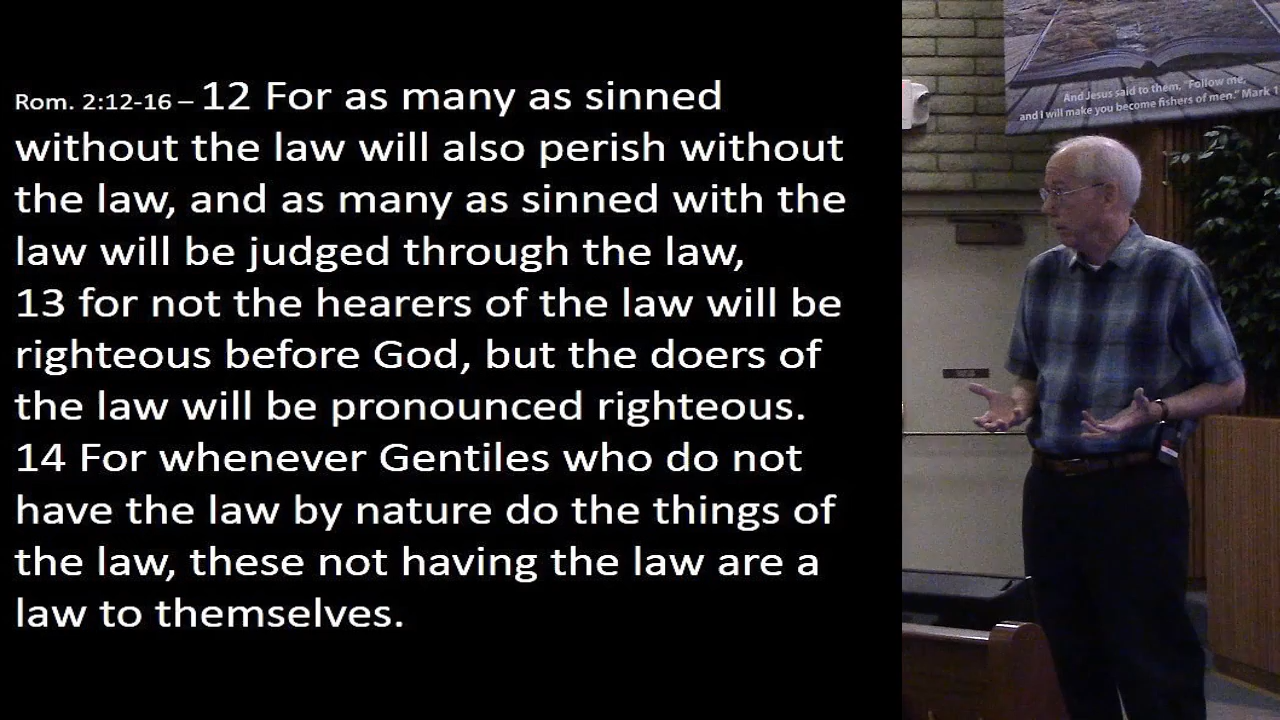 Rom. 2:12-16 – 12 For as many as sinned
without the law will also perish without
the law, and as many as sinned with the
law will be judged through the law,
13 for not the hearers of the law will be
righteous before God, but the doers of
the law will be pronounced righteous.
14 For whenever Gentiles who do not
have the law by nature do the things of
the law, these not having the law are a
law to themselves.
And Jesus said to them, "Follow me,
and I will make you become fishers of men." Mark 1